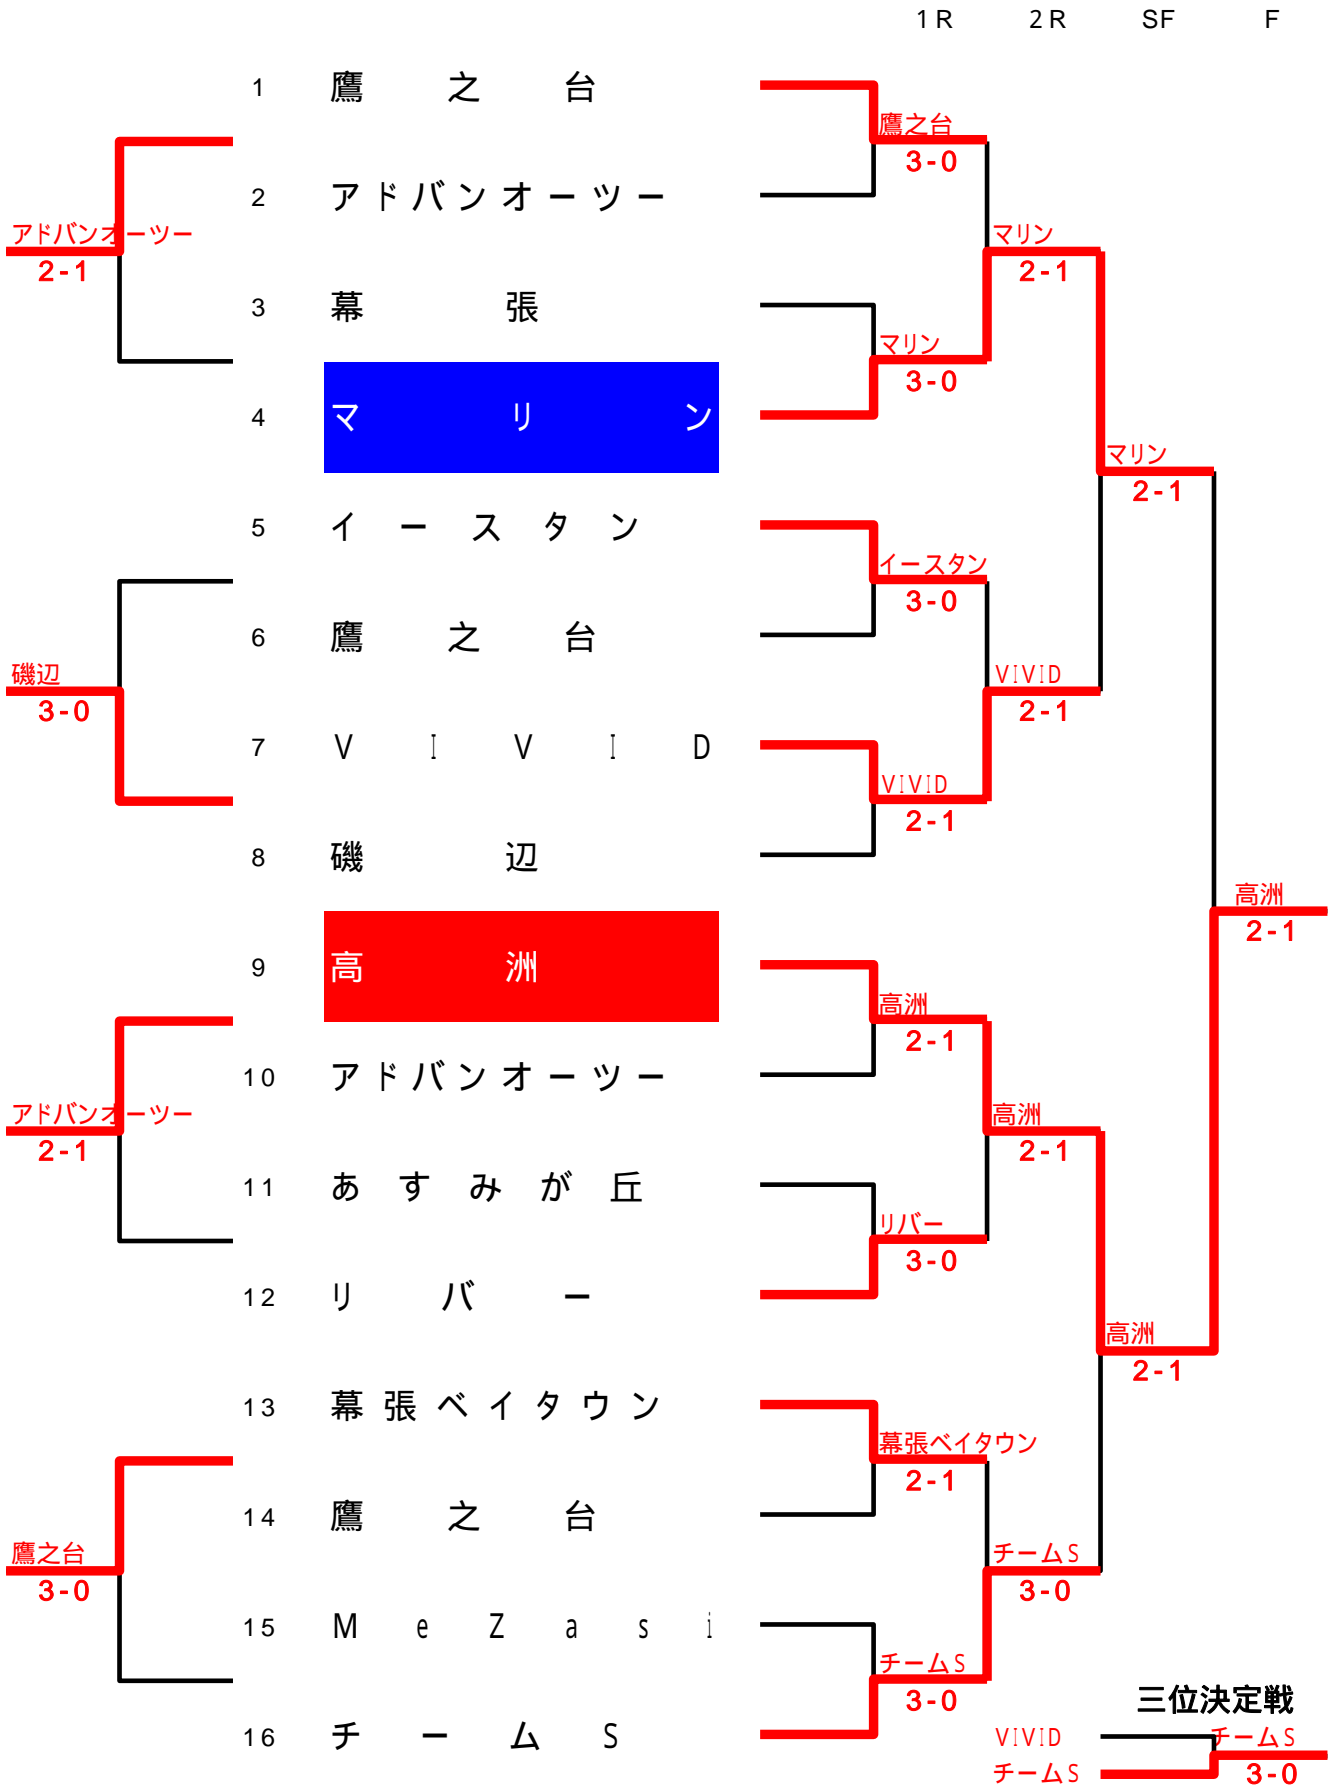 1R 2R SF F
1 鷹之台
鷹之台
3-0
2 アドバンオーツー
アドバンオーツー
2-1
マリン
2-1
3 幕張
マリン
3-0
4 マリン
マリン
2-1
5 イースタン
イースタン
3-0
6 鷹之台
磯辺
3-0
VIVID
2-1
7 VIVID
VIVID
2-1
8 磯辺
高洲
2-1
9 高洲
高洲
2-1
10 アドバンオーツー
アドバンオーツー
2-1
高洲
2-1
11 あすみが丘
リバー
3-0
12 リバー
高洲
2-1
13 幕張ベイタウン
幕張ベイタウン
2-1
14 鷹之台
鷹之台
3-0
チームS
3-0
15 MeZasi
チームS
3-0
16 チームS
三位決定戦
VIVID
チームS
チームS
3-0